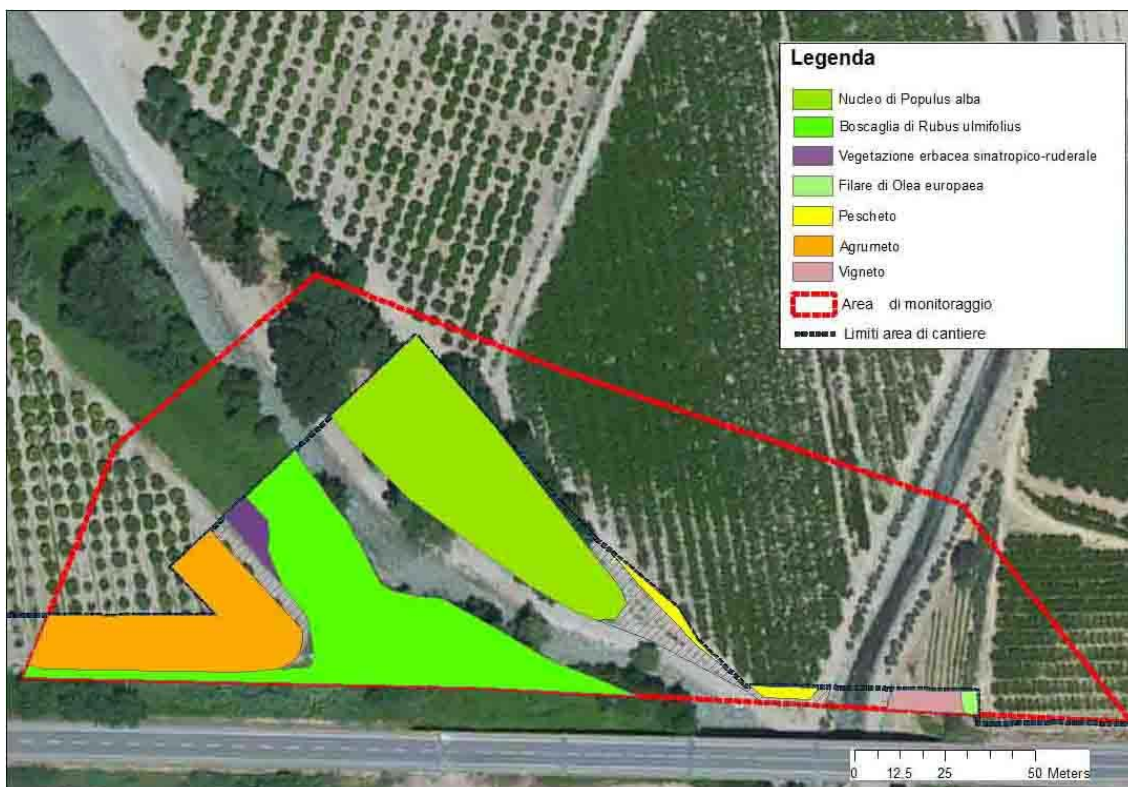 Legenda
Nucleo di Populus alba
Boscaglia di Rubus ulmifolius
Vegetazione erbacea sinatropico-ruderale
Filare di Olea europaea
Pescheto
Agrumeto
Vigneto
Area di monitoraggio
Limiti area di cantiere
0 12.5 25 50 Meters